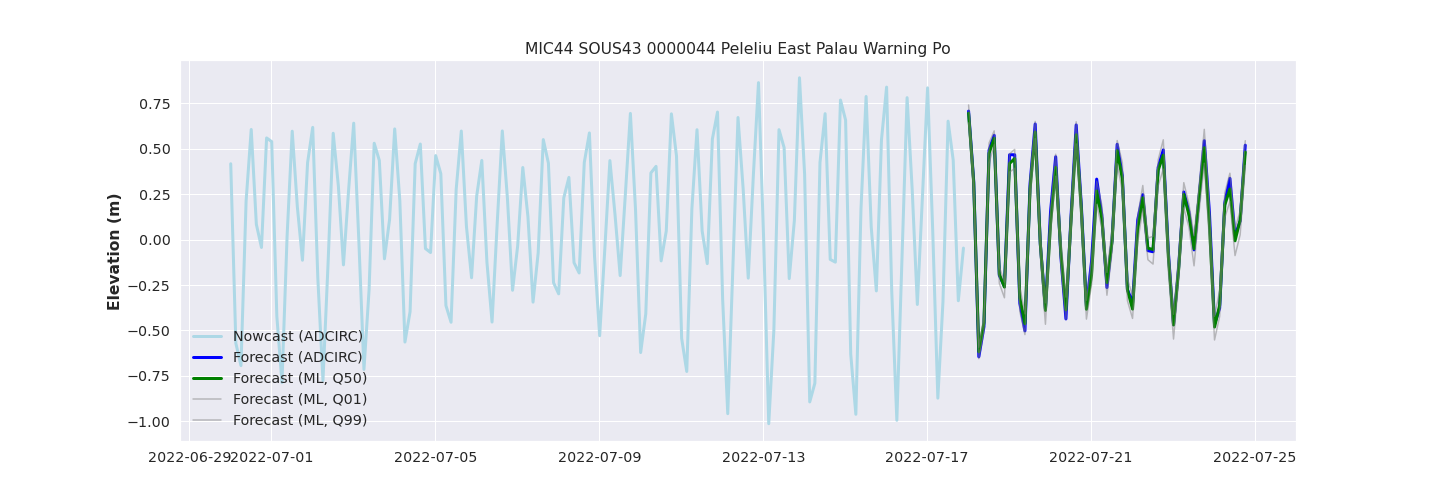 MIC44 SOUS43 0000044 Peleliu East Palau Warning Po
Elevation (m)
0.75
0.50
0.25
0.00
−0.25
−0.50
−0.75
−1.00
Nowcast (ADCIRC)
Forecast (ADCIRC)
Forecast (ML, Q50)
Forecast (ML, Q01)
Forecast (ML, Q99)
2022-06-29 2022-07-01 2022-07-05 2022-07-09 2022-07-13 2022-07-17 2022-07-21 2022-07-25